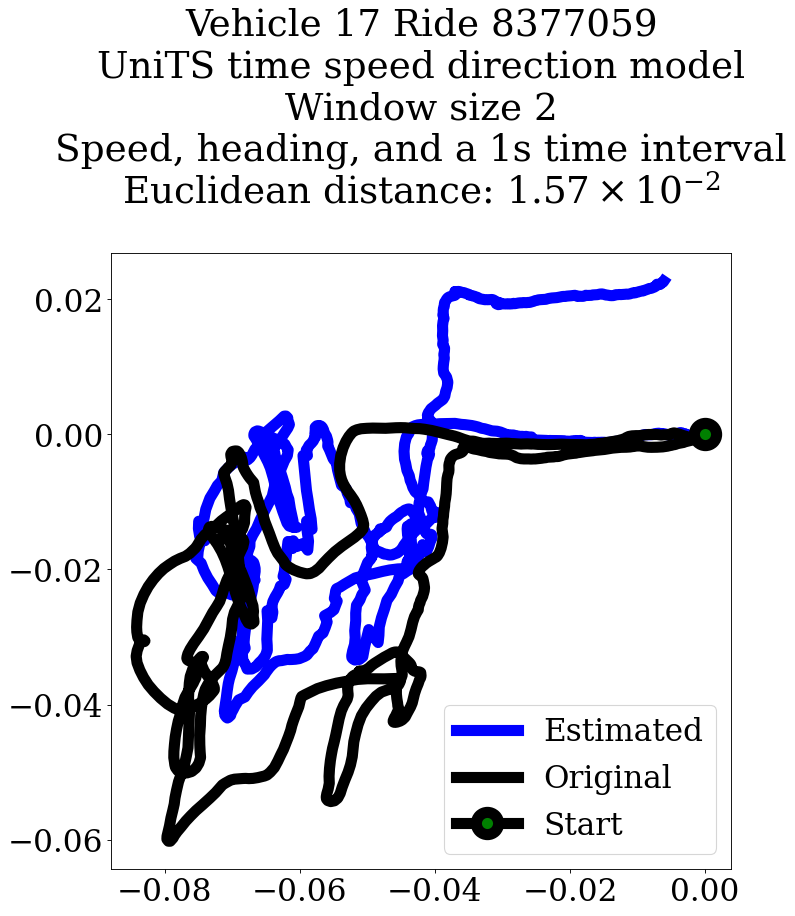 Vehicle 17 Ride 8377059
UniTS time speed direction model
Window size 2
Speed, heading, and a 1s time interval
Euclidean distance: 1.57 × 10⁻²
0.02
0.00
−0.02
−0.04
−0.06
Estimated
Original
Start
−0.08 −0.06 −0.04 −0.02 0.00